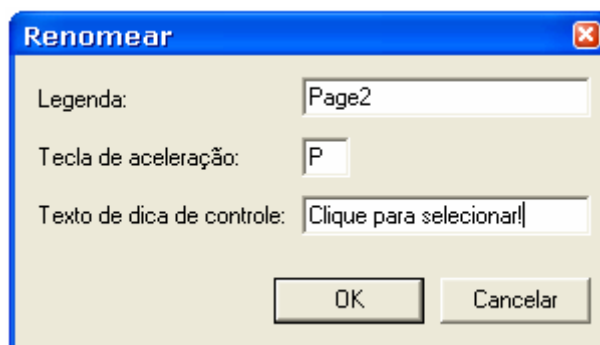 Renomear
Legenda: Page2
Tecla de aceleração: P
Texto de dica de controle: Clique para selecionar!
OK Cancelar